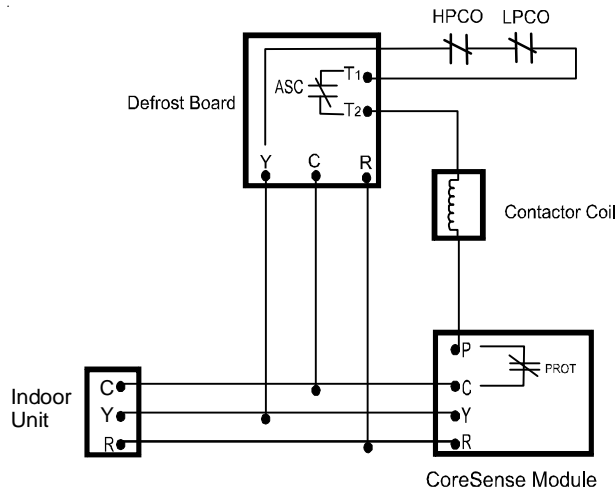 HPCO LPCO
ASC
T1
T2
Defrost Board
Y C R
Contactor Coil
P
PROT
C
Y
R
Indoor
Unit
C
Y
R
CoreSense Module